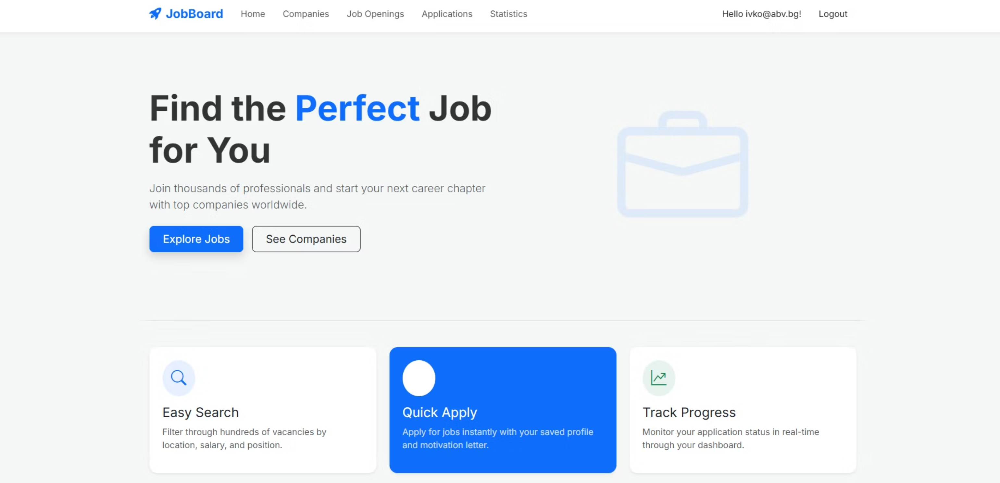 JobBoard Home Companies Job Openings Applications Statistics Hello ivko@abv.bg! Logout
Find the Perfect Job
for You
Join thousands of professionals and start your next career chapter
with top companies worldwide.
Explore Jobs See Companies
Easy Search
Filter through hundreds of vacancies by
location, salary, and position.
Quick Apply
Apply for jobs instantly with your saved profile
and motivation letter.
Track Progress
Monitor your application status in real-time
through your dashboard.